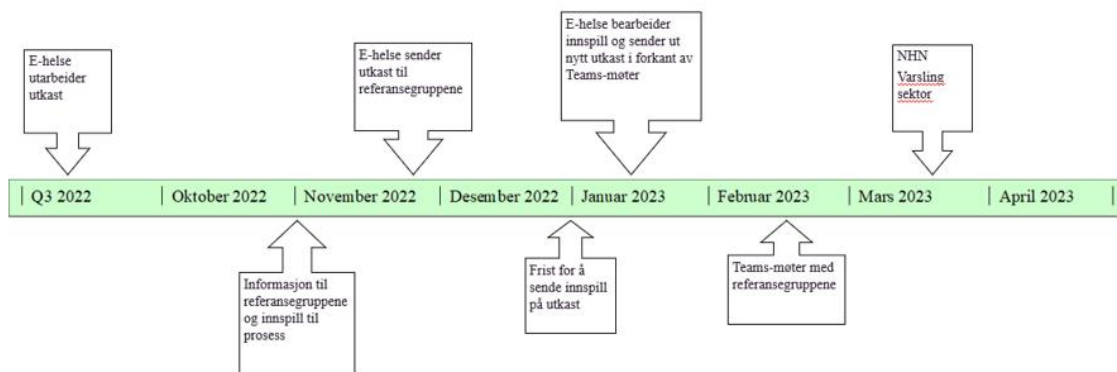 E-helse
utarbeider
utkast
E-helse sender
utkast til
referansegruppene
E-helse bearbeider
innspill og sender ut
nytt utkast i forkant av
Teams-møter
NHN
Varsling
sektor
Q3 2022
Oktober 2022
November 2022
Desember 2022
Januar 2023
Februar 2023
Mars 2023
April 2023
Informasjon til
referansegruppene
og innspill til
prosess
Frist for å
sende innspill
på utkast
Teams-møter med
referansegruppene